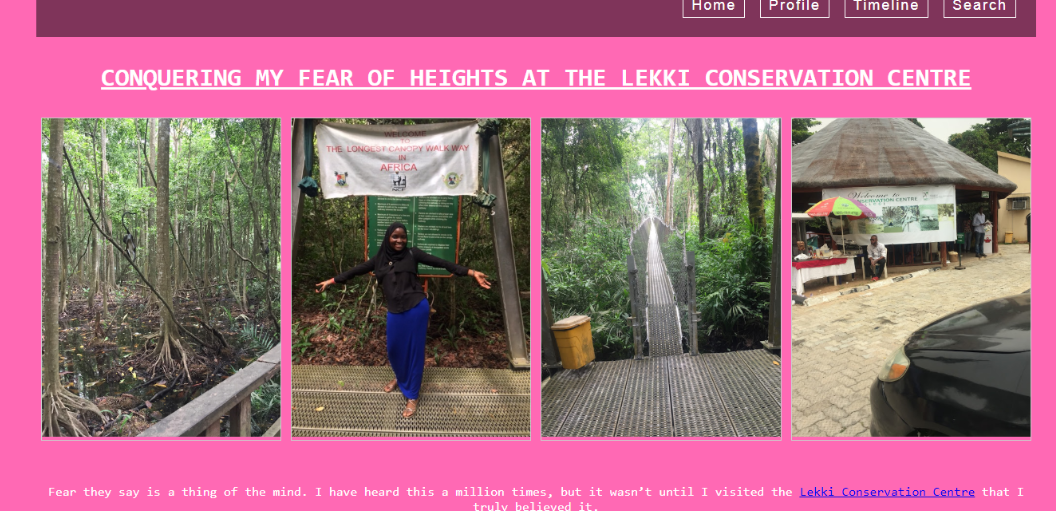 Home Profile Timeline Search
CONQUERING MY FEAR OF HEIGHTS AT THE LEKKI CONSERVATION CENTRE
WELCOME
THE LONGEST CANOPY WALK WAY
IN
AFRICA
NCF
Welcome to
CONSERVATION CENTRE
Fear they say is a thing of the mind. I have heard this a million times, but it wasn’t until I visited the Lekki Conservation Centre that I
truly believed it.